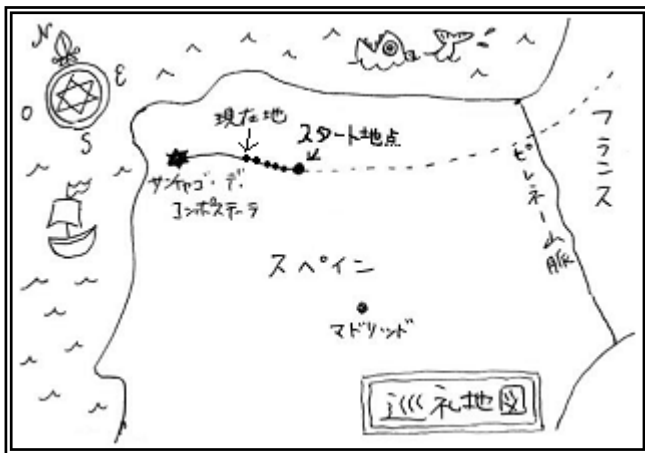 N
E
O
S
現在地
スタート地点
サンチャゴ・デ・
コンポステーラ
フランス
ピレネー山脈
スペイン
マドリッド
巡礼地図